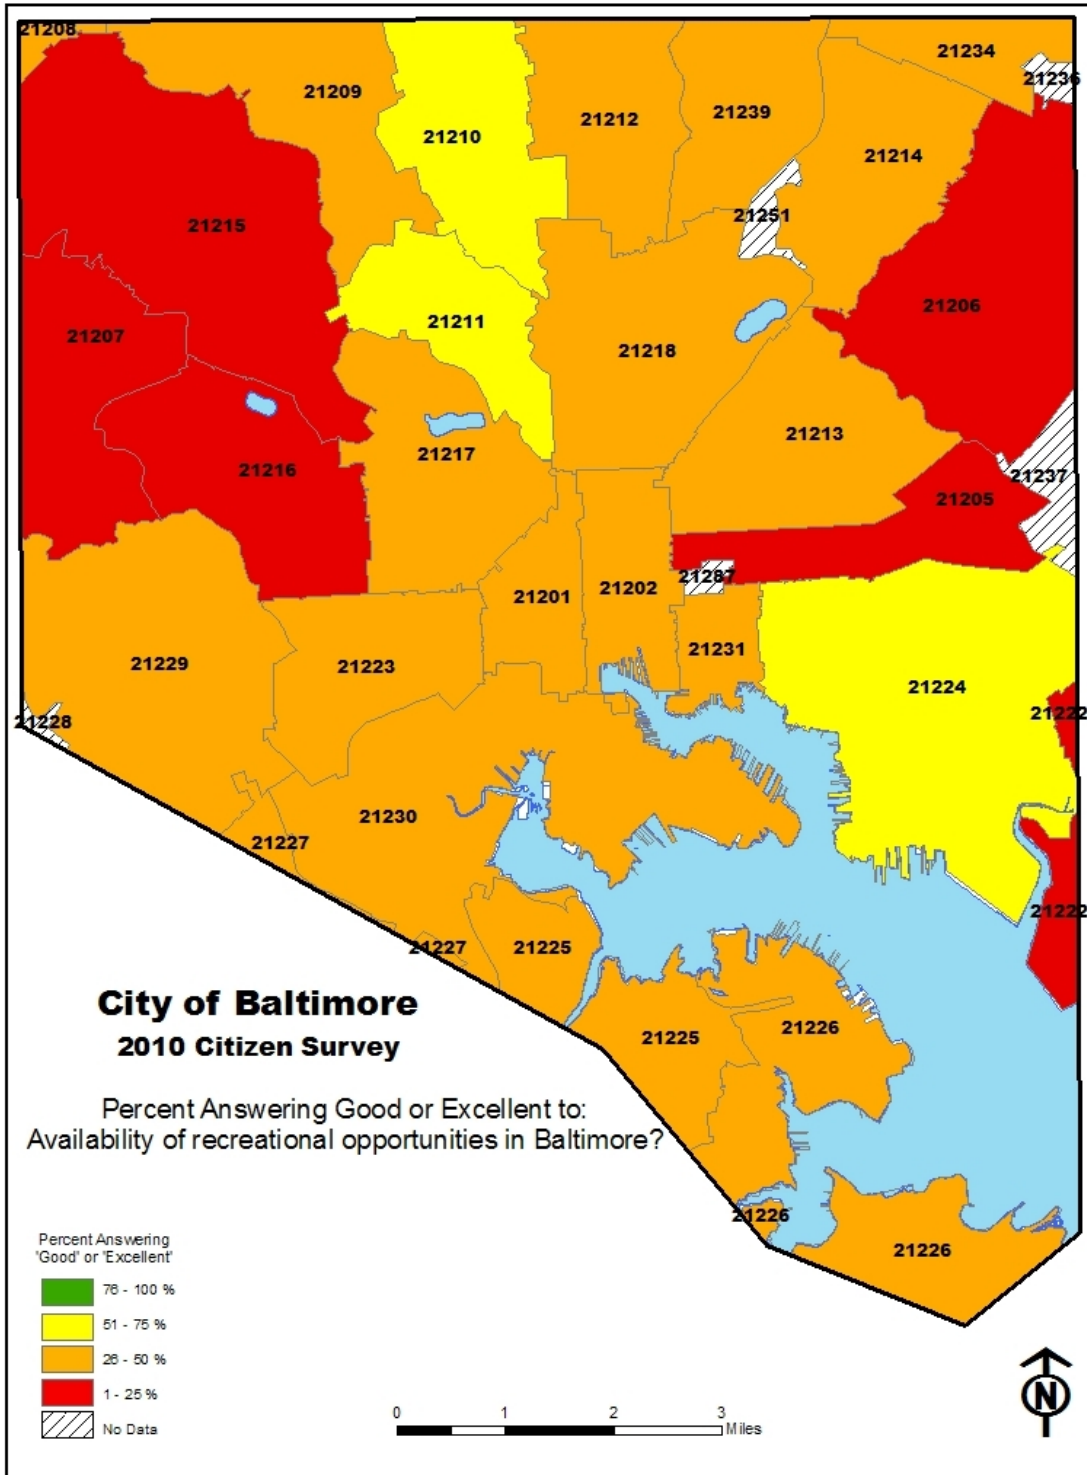 21208
21234
21236
21209
21210
21212
21239
21214
21251
21215
21206
21207
21211
21218
21213
21217
21216
21237
21205
21287
21201
21202
21231
21229
21223
21224
21228
21222
21230
21227
21222
21227
21225
City of Baltimore
2010 Citizen Survey
21225
21226
Percent Answering Good or Excellent to:
Availability of recreational opportunities in Baltimore?
21226
21226
Percent Answering
'Good' or 'Excellent'
76 - 100 %
51 - 75 %
26 - 50 %
1 - 25 %
No Data
0 1 2 3
Miles
N